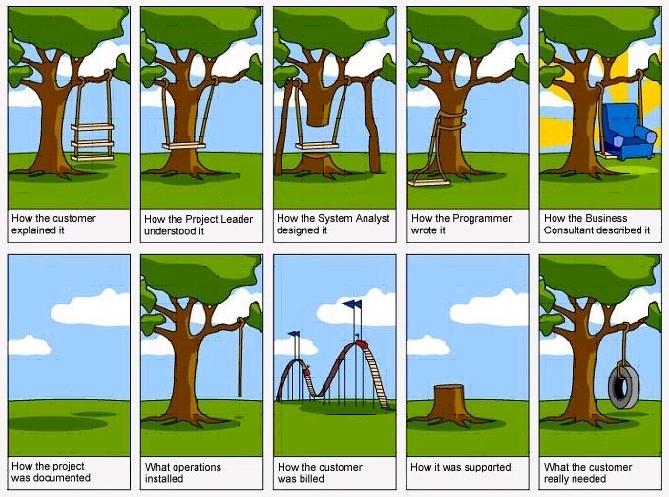 How the customer
explained it
How the Project Leader
understood it
How the System Analyst
designed it
How the Programmer
wrote it
How the Business
Consultant described it
How the project
was documented
What operations
installed
How the customer
was billed
How it was supported
What the customer
really needed